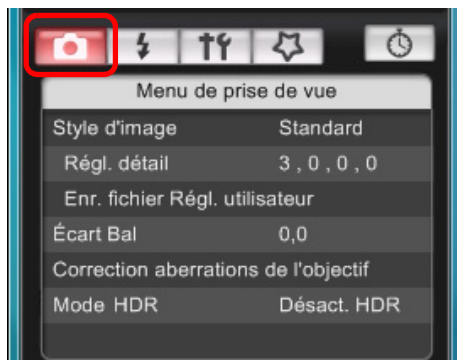 Menu de prise de vue
Style d'image Standard
Régl. détail 3 , 0 , 0 , 0
Enr. fichier Régl. utilisateur
Écart Bal 0,0
Correction aberrations de l'objectif
Mode HDR Désact. HDR